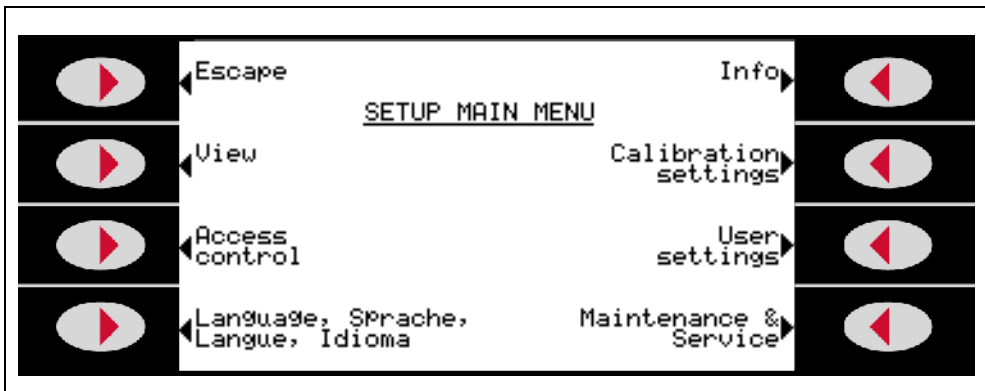 Escape
Info
SETUP MAIN MENU
View
Calibration
settings
Access
control
User
settings
Language, Sprache,
Langue, Idioma
Maintenance &
Service